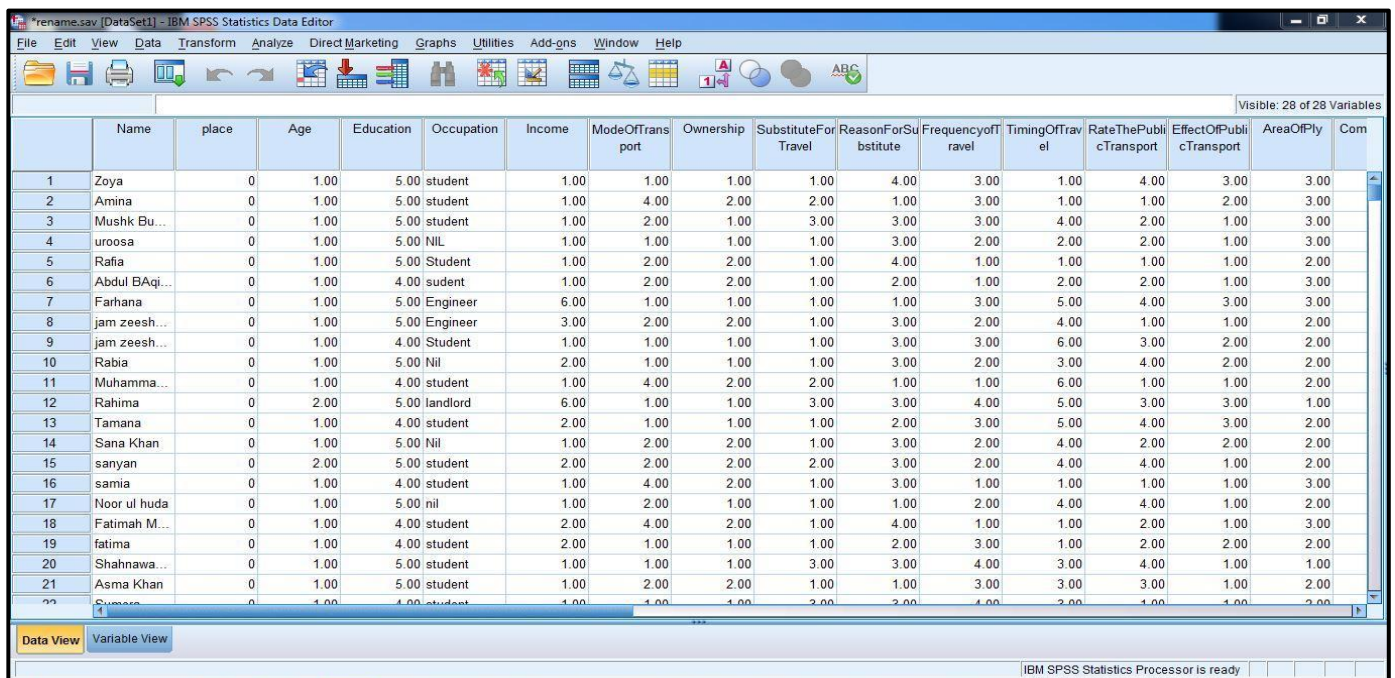 *rename.sav [DataSet1] - IBM SPSS Statistics Data Editor
File Edit View Data Transform Analyze Direct Marketing Graphs Utilities Add-ons Window Help
Visible: 28 of 28 Variables
Name place Age Education Occupation Income ModeOfTransport Ownership SubstituteForTravel ReasonForSubstitute FrequencyofTravel TimingOfTravel RateThePublicTransport EffectOfPublicTransport AreaOfPly Com
1 Zoya 0 1.00 5.00 student 1.00 1.00 1.00 1.00 4.00 3.00 1.00 4.00 3.00 3.00
2 Amina 0 1.00 5.00 student 1.00 4.00 2.00 2.00 1.00 3.00 1.00 1.00 2.00 3.00
3 Mushk Bu... 0 1.00 5.00 student 1.00 2.00 1.00 3.00 3.00 3.00 4.00 2.00 1.00 3.00
4 uroosa 0 1.00 5.00 NIL 1.00 1.00 1.00 1.00 3.00 2.00 2.00 2.00 1.00 3.00
5 Rafia 0 1.00 5.00 Student 1.00 2.00 2.00 1.00 4.00 1.00 1.00 1.00 1.00 2.00
6 Abdul BAqi... 0 1.00 4.00 sudent 1.00 2.00 2.00 1.00 2.00 1.00 2.00 2.00 1.00 3.00
7 Farhana 0 1.00 5.00 Engineer 6.00 1.00 1.00 1.00 1.00 3.00 5.00 4.00 3.00 3.00
8 jam zeesh... 0 1.00 5.00 Engineer 3.00 2.00 2.00 1.00 3.00 2.00 4.00 1.00 1.00 2.00
9 jam zeesh... 0 1.00 4.00 Student 1.00 1.00 1.00 1.00 3.00 3.00 6.00 3.00 2.00 2.00
10 Rabia 0 1.00 5.00 Nil 2.00 1.00 1.00 1.00 3.00 2.00 3.00 4.00 2.00 2.00
11 Muhamma... 0 1.00 4.00 student 1.00 4.00 2.00 2.00 1.00 1.00 6.00 1.00 1.00 2.00
12 Rahima 0 2.00 5.00 landlord 6.00 1.00 1.00 3.00 3.00 4.00 5.00 3.00 3.00 1.00
13 Tamana 0 1.00 4.00 student 2.00 1.00 1.00 1.00 2.00 3.00 5.00 4.00 3.00 2.00
14 Sana Khan 0 1.00 5.00 Nil 1.00 2.00 2.00 1.00 3.00 2.00 4.00 2.00 2.00 2.00
15 sanyan 0 2.00 5.00 student 2.00 2.00 2.00 2.00 3.00 2.00 4.00 4.00 1.00 2.00
16 samia 0 1.00 4.00 student 1.00 4.00 2.00 1.00 3.00 1.00 1.00 1.00 1.00 3.00
17 Noor ul huda 0 1.00 5.00 nil 1.00 2.00 1.00 1.00 1.00 2.00 4.00 4.00 1.00 2.00
18 Fatimah M... 0 1.00 4.00 student 2.00 4.00 2.00 1.00 4.00 1.00 1.00 2.00 1.00 3.00
19 fatima 0 1.00 4.00 student 2.00 1.00 1.00 1.00 2.00 3.00 1.00 2.00 2.00 2.00
20 Shahnawa... 0 1.00 5.00 student 1.00 1.00 1.00 3.00 3.00 4.00 3.00 4.00 1.00 1.00
21 Asma Khan 0 1.00 5.00 student 1.00 2.00 2.00 1.00 1.00 3.00 3.00 3.00 1.00 2.00
Data View Variable View
IBM SPSS Statistics Processor is ready